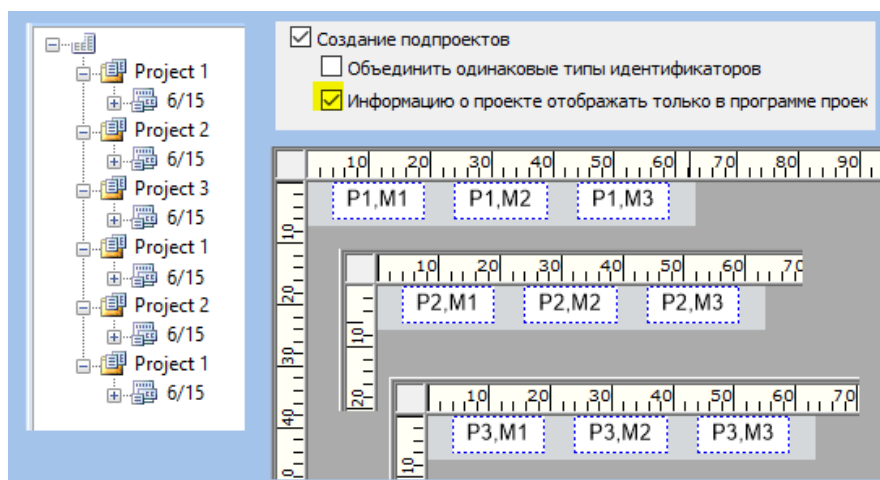 Project 1
6/15
Project 2
6/15
Project 3
6/15
Project 1
6/15
Project 2
6/15
Project 1
6/15
Создание подпроектов
Объединить одинаковые типы идентификаторов
Информацию о проекте отображать только в программе проек
10 20 30 40 50 60 70 80 90
P1,M1 P1,M2 P1,M3
10
20
30
40
10 20 30 40 50 60 70
P2,M1 P2,M2 P2,M3
10
20
10 20 30 40 50 60 70
P3,M1 P3,M2 P3,M3
10